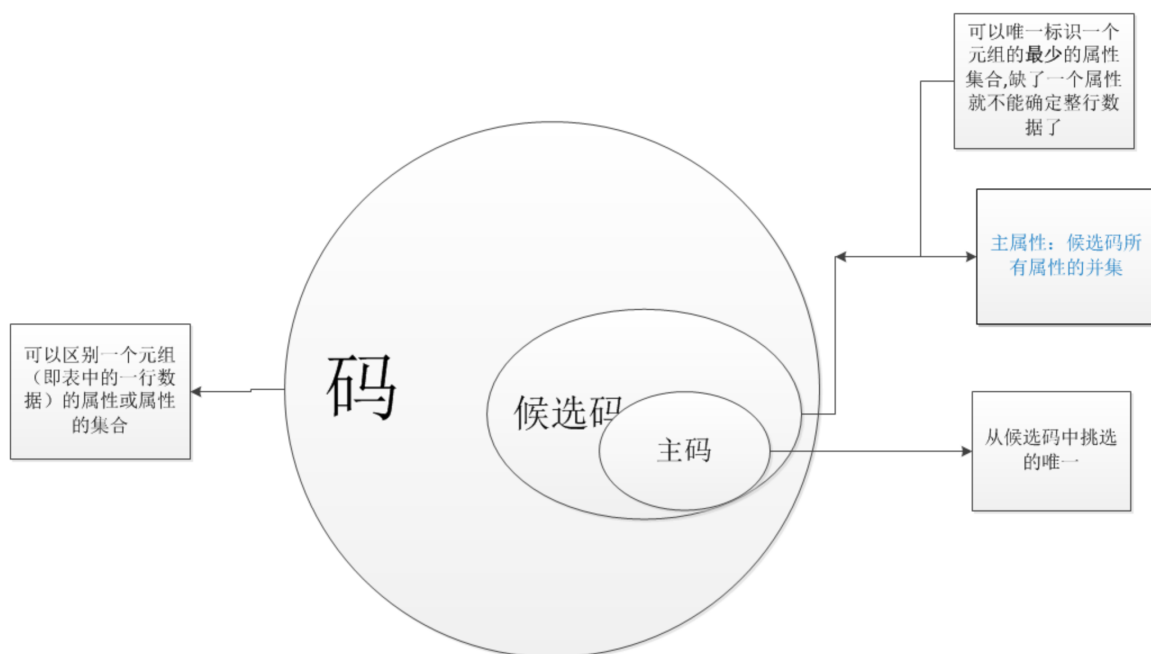 可以唯一标识一个
元组的最少的属性
集合,缺了一个属性
就不能确定整行数
据了
主属性：候选码所
有属性的并集
可以区别一个元组
（即表中的一行数
据）的属性或属性
的集合
码
候选码
主码
从候选码中挑选
的唯一